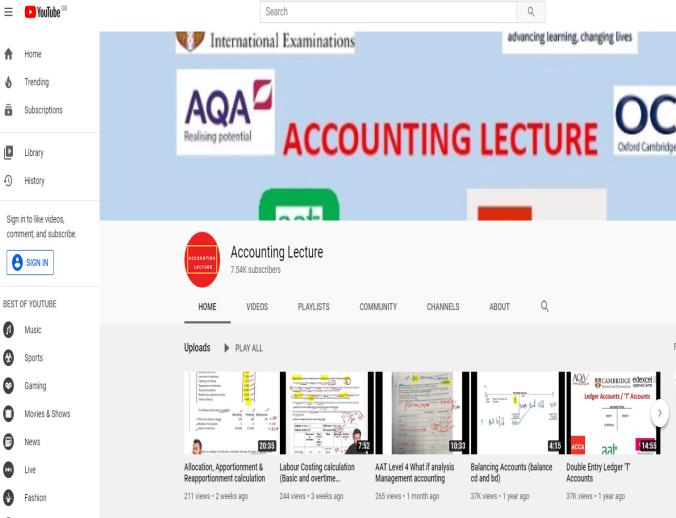 YouTube GB
Search
Home
Trending
Subscriptions
Library
History
Sign in to like videos,
comment, and subscribe.
SIGN IN
BEST OF YOUTUBE
Music
Sports
Gaming
Movies & Shows
News
Live
Fashion
International Examinations
advancing learning, changing lives
AQA
Realising potential
ACCOUNTING LECTURE
OC
Oxford Cambridge
aat
ACCOUNTING
LECTURE
Accounting Lecture
7.54K subscribers
HOME VIDEOS PLAYLISTS COMMUNITY CHANNELS ABOUT
Uploads PLAY ALL
20:35
7:52
10:33
4:15
AQA CAMBRIDGE edexcel
Ledger Accounts / 'T' Accounts
ACCA
aat
14:55
Allocation, Apportionment &
Reapportionment calculation
211 views • 2 weeks ago
Labour Costing calculation
(Basic and overtime...
244 views • 3 weeks ago
AAT Level 4 What if analysis
Management accounting
265 views • 1 month ago
Balancing Accounts (balance
cd and bd)
37K views • 1 year ago
Double Entry Ledger 'T'
Accounts
37K views • 1 year ago